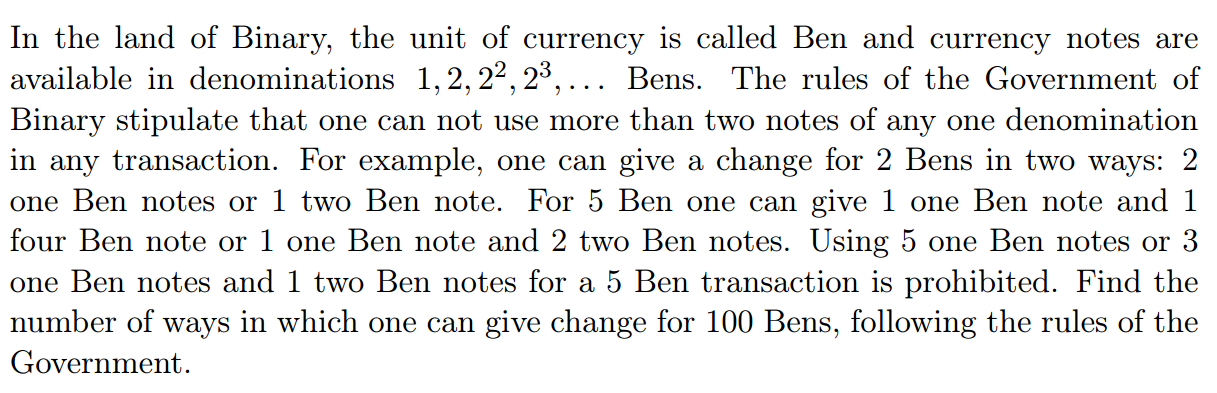 In the land of Binary, the unit of currency is called Ben and currency notes are
available in denominations 1, 2, 2², 2³, . . . Bens. The rules of the Government of
Binary stipulate that one can not use more than two notes of any one denomination
in any transaction. For example, one can give a change for 2 Bens in two ways: 2
one Ben notes or 1 two Ben note. For 5 Ben one can give 1 one Ben note and 1
four Ben note or 1 one Ben note and 2 two Ben notes. Using 5 one Ben notes or 3
one Ben notes and 1 two Ben notes for a 5 Ben transaction is prohibited. Find the
number of ways in which one can give change for 100 Bens, following the rules of the
Government.